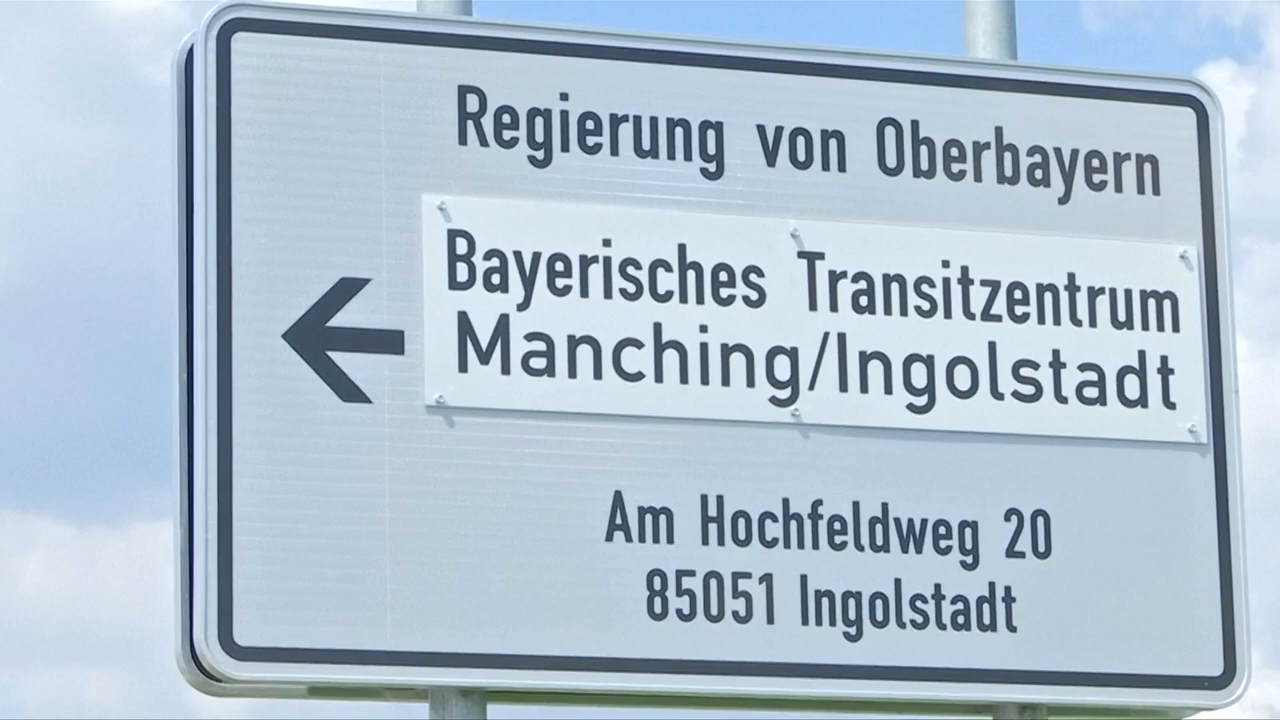 Regierung von Oberbayern
Bayerisches Transitzentrum
Manching/Ingolstadt
Am Hochfeldweg 20
85051 Ingolstadt